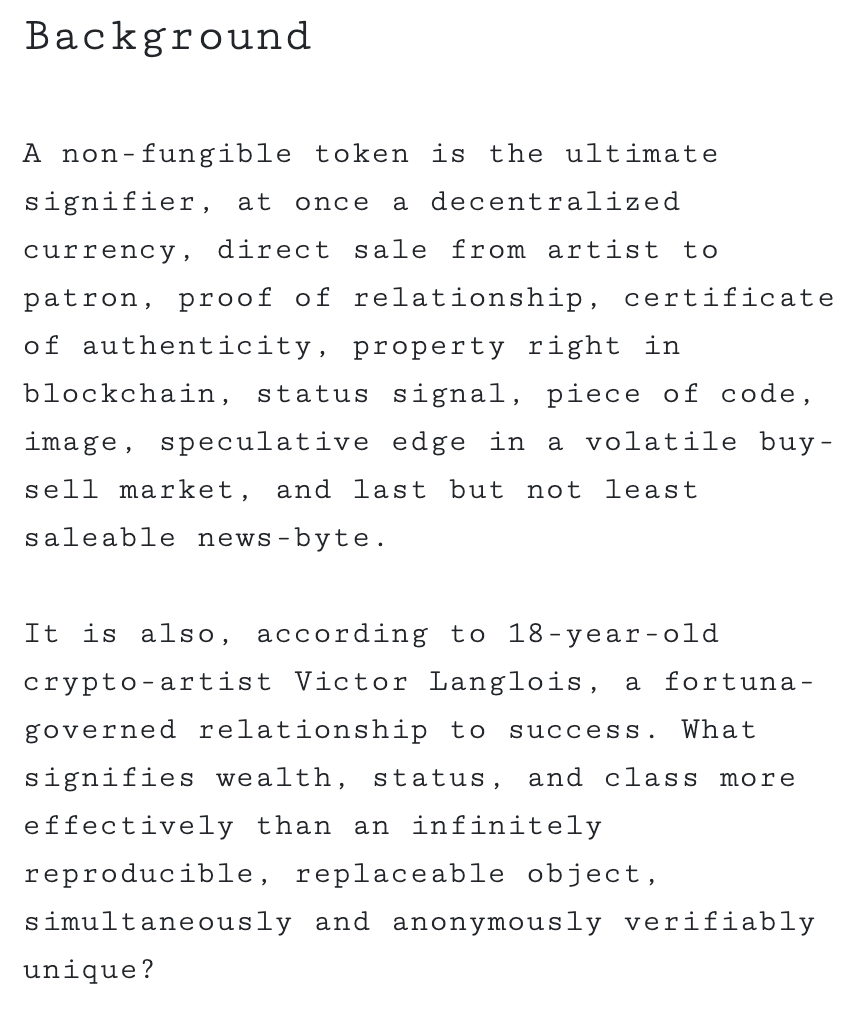 Background
A non-fungible token is the ultimate
signifier, at once a decentralized
currency, direct sale from artist to
patron, proof of relationship, certificate
of authenticity, property right in
blockchain, status signal, piece of code,
image, speculative edge in a volatile buy-
sell market, and last but not least
saleable news-byte.
It is also, according to 18-year-old
crypto-artist Victor Langlois, a fortuna-
governed relationship to success. What
signifies wealth, status, and class more
effectively than an infinitely
reproducible, replaceable object,
simultaneously and anonymously verifiably
unique?